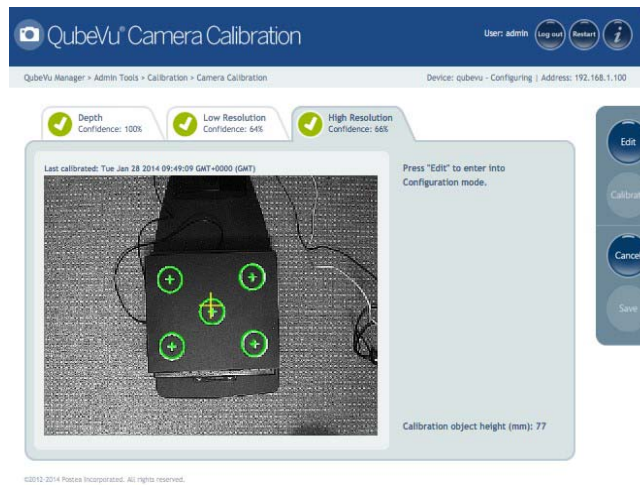 QubeVu® Camera Calibration
User: admin
Log out
Restart
i
QubeVu Manager > Admin Tools > Calibration > Camera Calibration
Device: qubevu - Configuring | Address: 192.168.1.100
Depth
Confidence: 100%
Low Resolution
Confidence: 64%
High Resolution
Confidence: 66%
Edit
Calibrat
Cancel
Save
Last calibrated: Tue Jan 28 2014 09:49:09 GMT+0000 (GMT)
Press "Edit" to enter into
Configuration mode.
Calibration object height (mm): 77
©2012-2014 Postea Incorporated. All rights reserved.